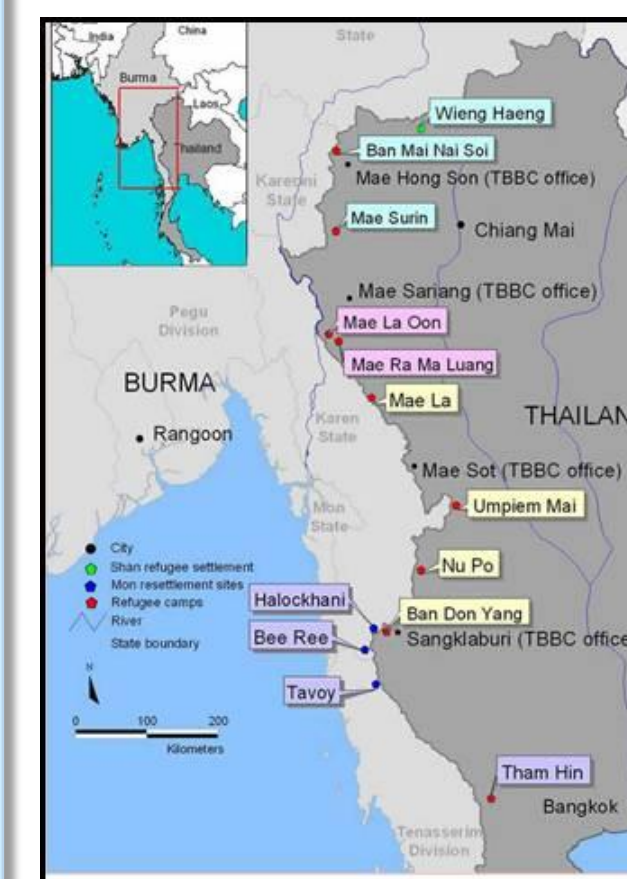 India
China
Burma
Laos
Thailand
State
Wieng Haeng
Ban Mai Nai Soi
Mae Hong Son (TBBC office)
Karenni
State
Mae Surin
Chiang Mai
Mae Sariang (TBBC office)
Pegu
Division
Mae La Oon
Mae Ra Ma Luang
BURMA
Mae La
THAILAN
Karen
State
Rangoon
Mae Sot (TBBC office)
Umpiem Mai
Mon
State
City
Shan refugee settlement
Mon resettlement sites
Refugee camps
River
State boundary
Nu Po
Halockhani
Ban Don Yang
Bee Ree
Sangklaburi (TBBC office
Tavoy
N
0 100 200
Kilometers
Tham Hin
Bangkok
Tenasserim
Division